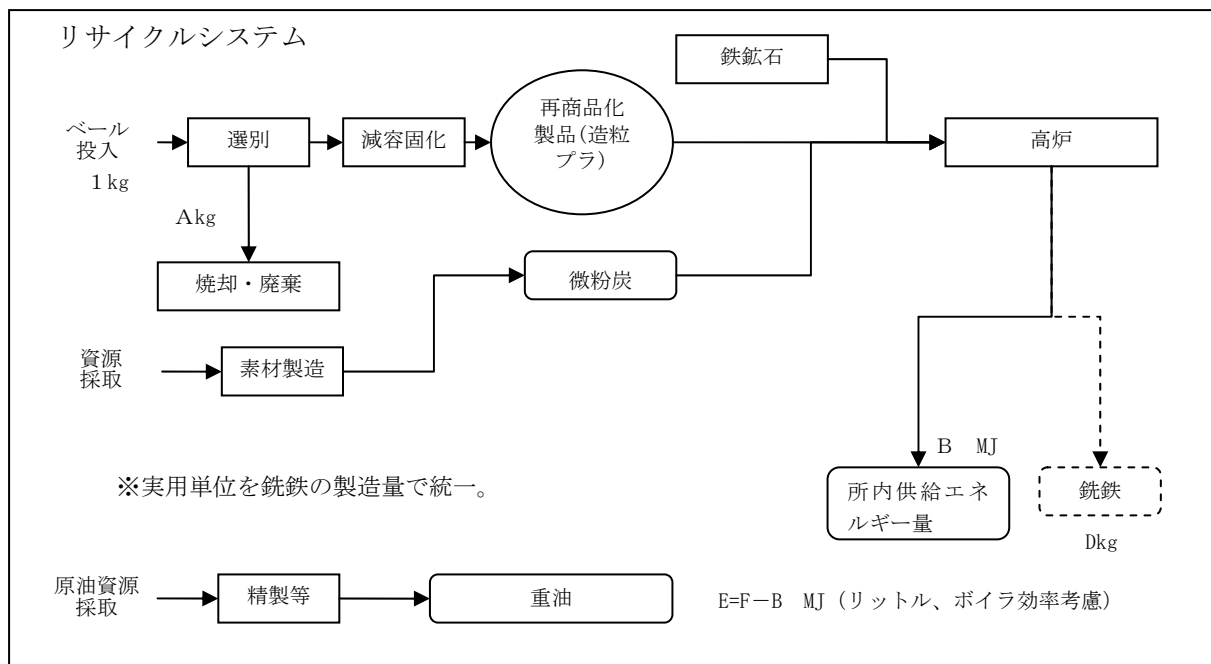 リサイクルシステム
鉄鉱石
再商品化
製品(造粒
プラ)
ベール
投入
1kg
選別
減容固化
高炉
Akg
焼却・廃棄
微粉炭
資源
採取
素材製造
B MJ
※実用単位を銑鉄の製造量で統一。
所内供給エネ
ルギー量
銑鉄
Dkg
原油資源
採取
精製等
重油
E=F－B MJ (リットル、ボイラ効率考慮)